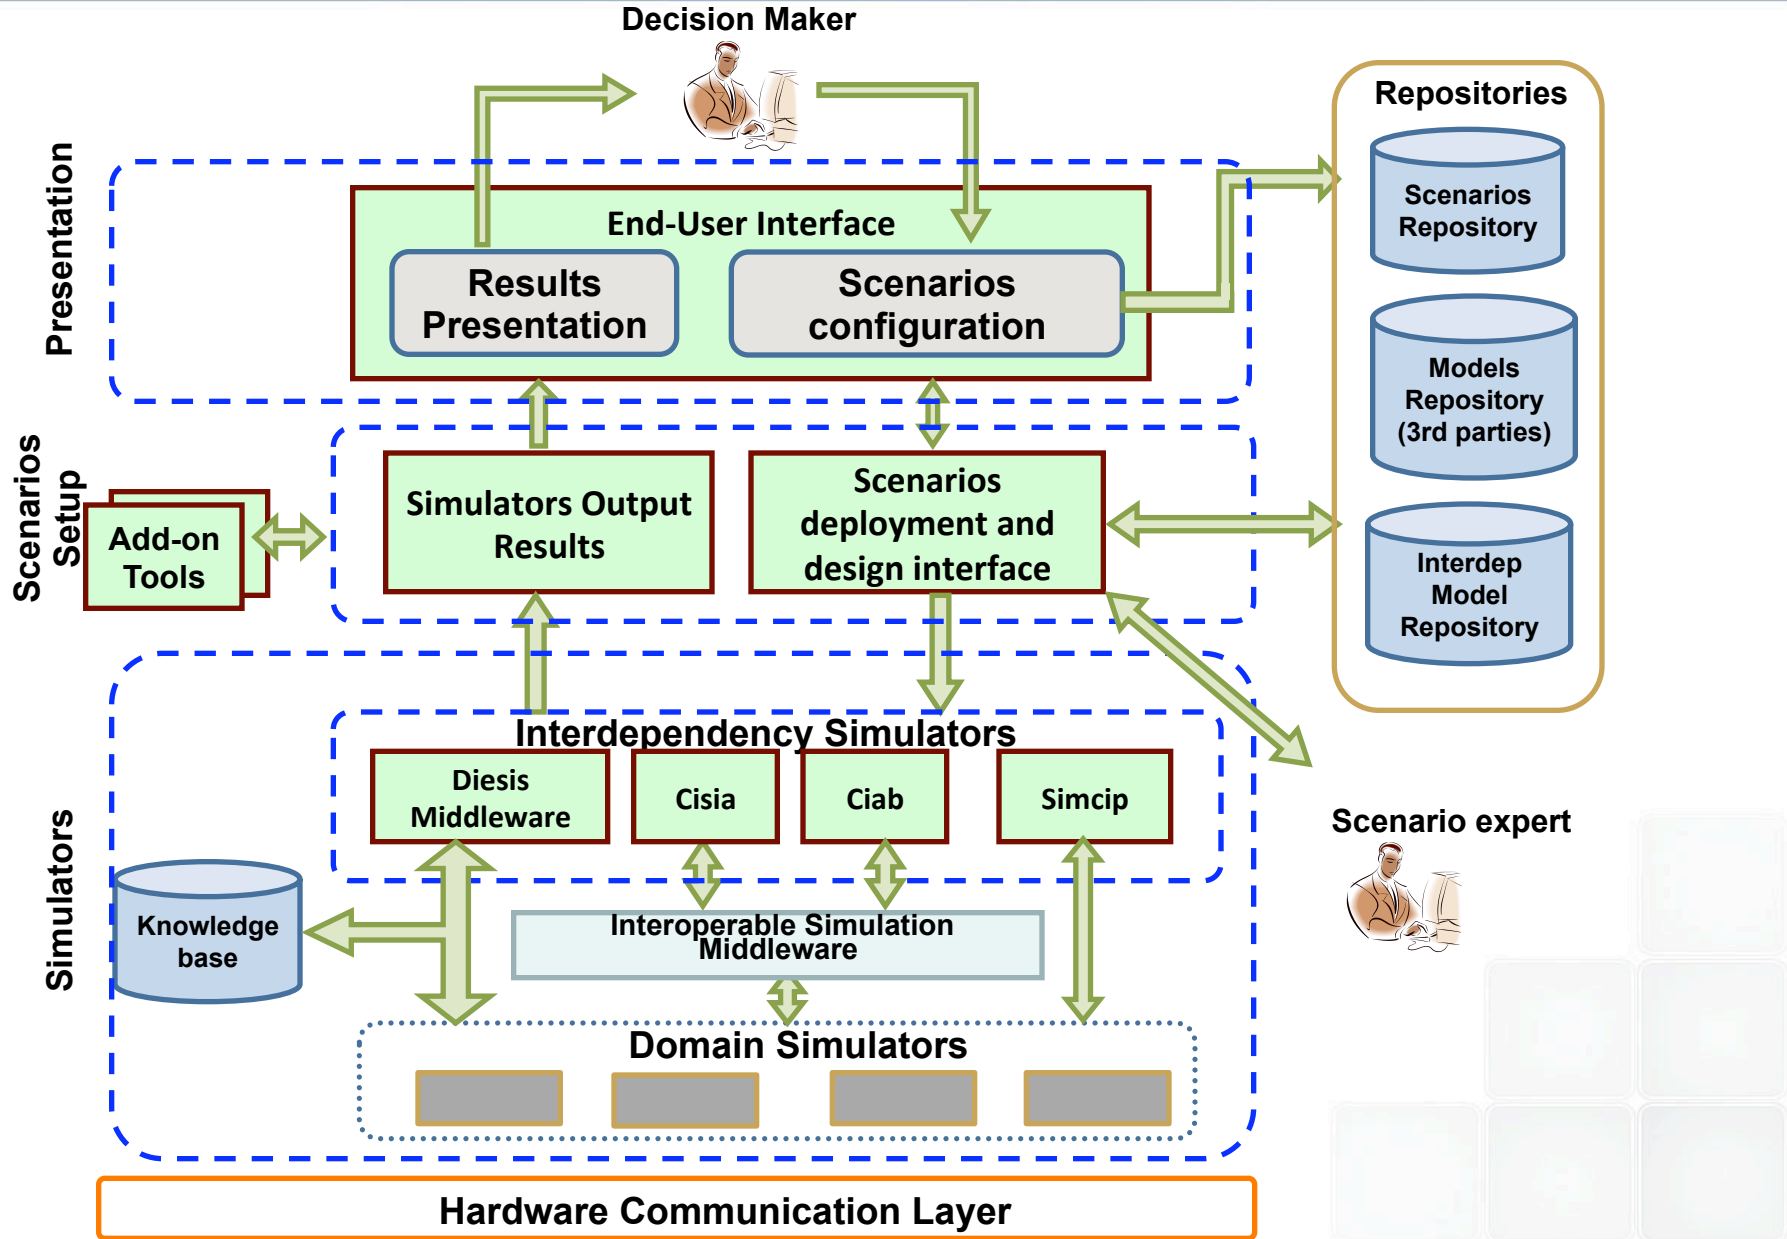 Decision Maker
Repositories
Presentation
End-User Interface
Results
Presentation
Scenarios
configuration
Scenarios
Repository
Models
Repository
(3rd parties)
Interdep
Model
Repository
Scenarios
Setup
Add-on
Tools
Simulators Output
Results
Scenarios
deployment and
design interface
Simulators
Interdependency Simulators
Diesis
Middleware
Cisia
Ciab
Simcip
Scenario expert
Knowledge
base
Interoperable Simulation
Middleware
Domain Simulators
Hardware Communication Layer